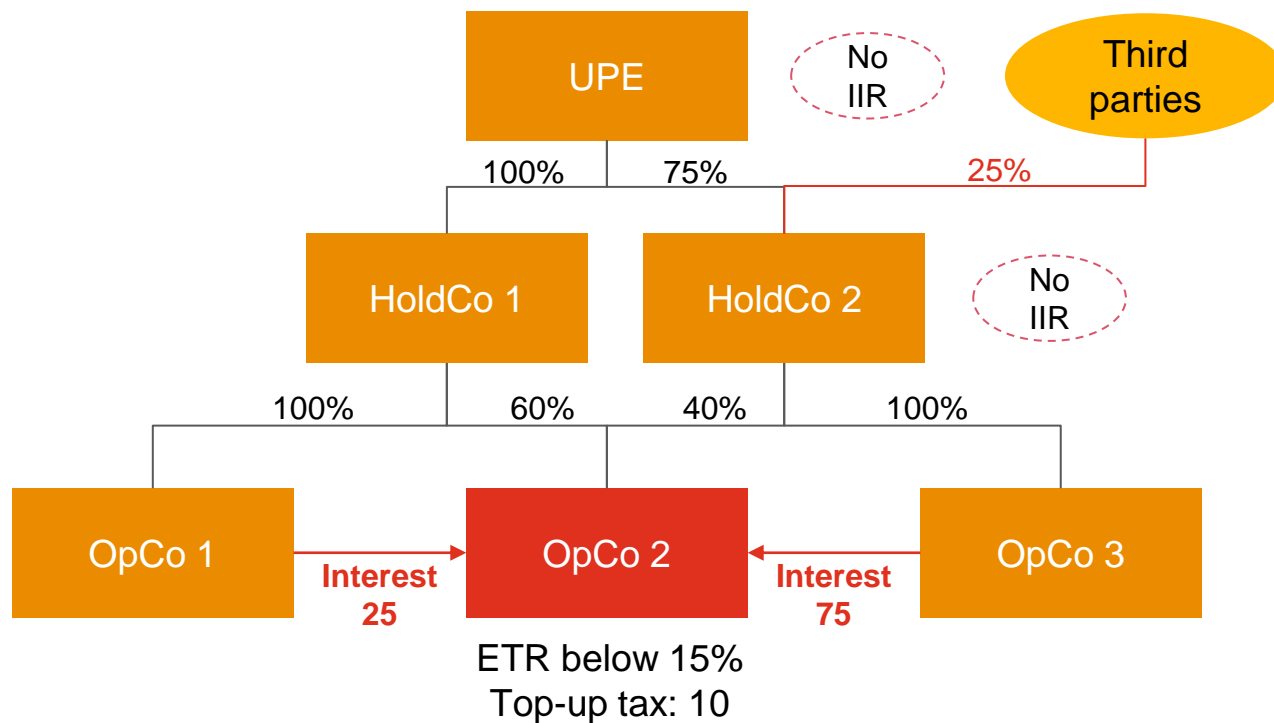 UPE
No
IIR
Third
parties
100%
75%
25%
HoldCo 1
HoldCo 2
No
IIR
100%
60%
40%
100%
OpCo 1
Interest
25
OpCo 2
Interest
75
OpCo 3
ETR below 15%
Top-up tax: 10